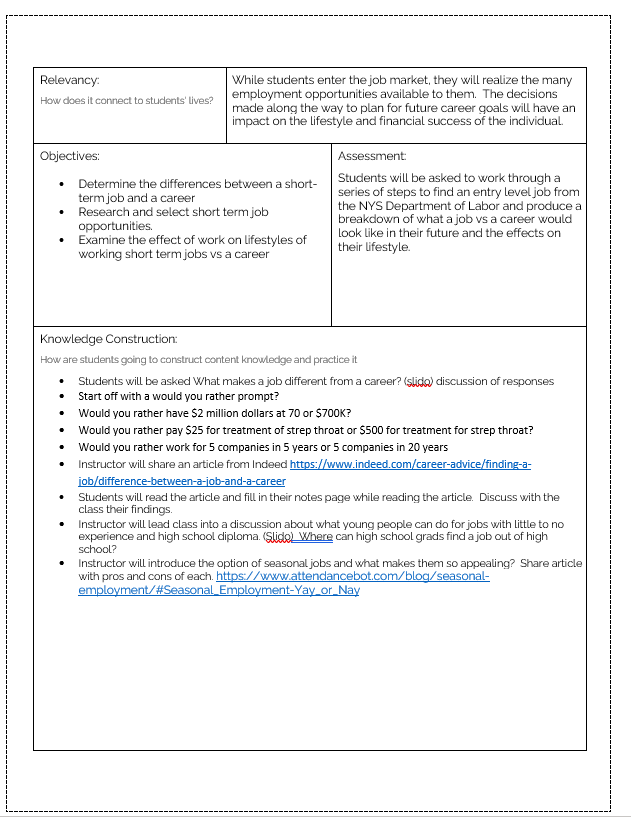 Relevancy:
How does it connect to students' lives?
While students enter the job market, they will realize the many
employment opportunities available to them.  The decisions
made along the way to plan for future career goals will have an
impact on the lifestyle and financial success of the individual.
Objectives:
• Determine the differences between a short-
term job and a career
• Research and select short term job
opportunities.
• Examine the effect of work on lifestyles of
working short term jobs vs a career
Assessment:
Students will be asked to work through a
series of steps to find an entry level job from
the NYS Department of Labor and produce a
breakdown of what a job vs a career would
look like in their future and the effects on
their lifestyle.
Knowledge Construction:
How are students going to construct content knowledge and practice it
• Students will be asked What makes a job different from a career? (slido) discussion of responses
• Start off with a would you rather prompt?
• Would you rather have $2 million dollars at 70 or $700K?
• Would you rather pay $25 for treatment of strep throat or $500 for treatment for strep throat?
• Would you rather work for 5 companies in 5 years or 5 companies in 20 years
• Instructor will share an article from Indeed https://www.indeed.com/career-advice/finding-a-
job/difference-between-a-job-and-a-career
• Students will read the article and fill in their notes page while reading the article.  Discuss with the
class their findings.
• Instructor will lead class into a discussion about what young people can do for jobs with little to no
experience and high school diploma. (Slido)  Where can high school grads find a job out of high
school?
• Instructor will introduce the option of seasonal jobs and what makes them so appealing?  Share article
with pros and cons of each. https://www.attendancebot.com/blog/seasonal-
employment/#Seasonal_Employment-Yay_or_Nay